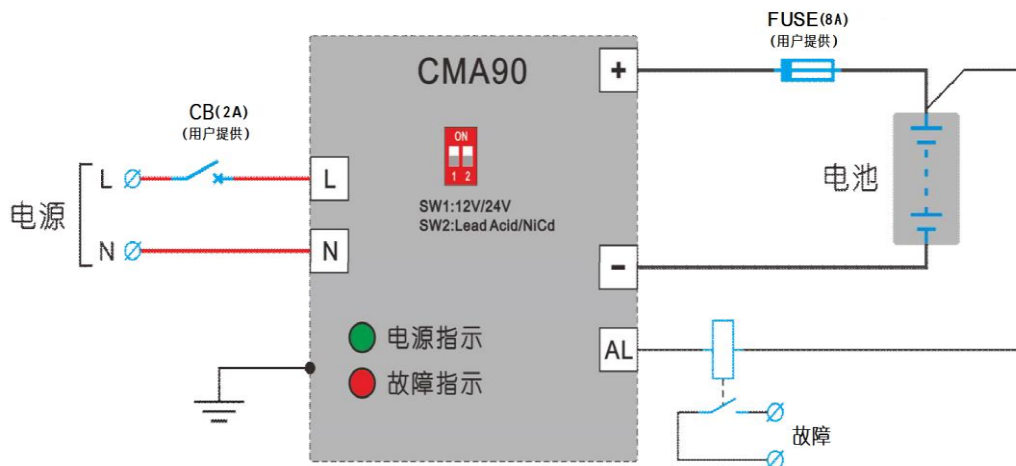 FUSE(8A)
(用户提供)
CMA90
+
CB(2A)
(用户提供)
ON
1 2
电池
L
L
SW1:12V/24V
SW2:Lead Acid/NiCd
电源
N
N
-
电源指示
AL
故障指示
故障